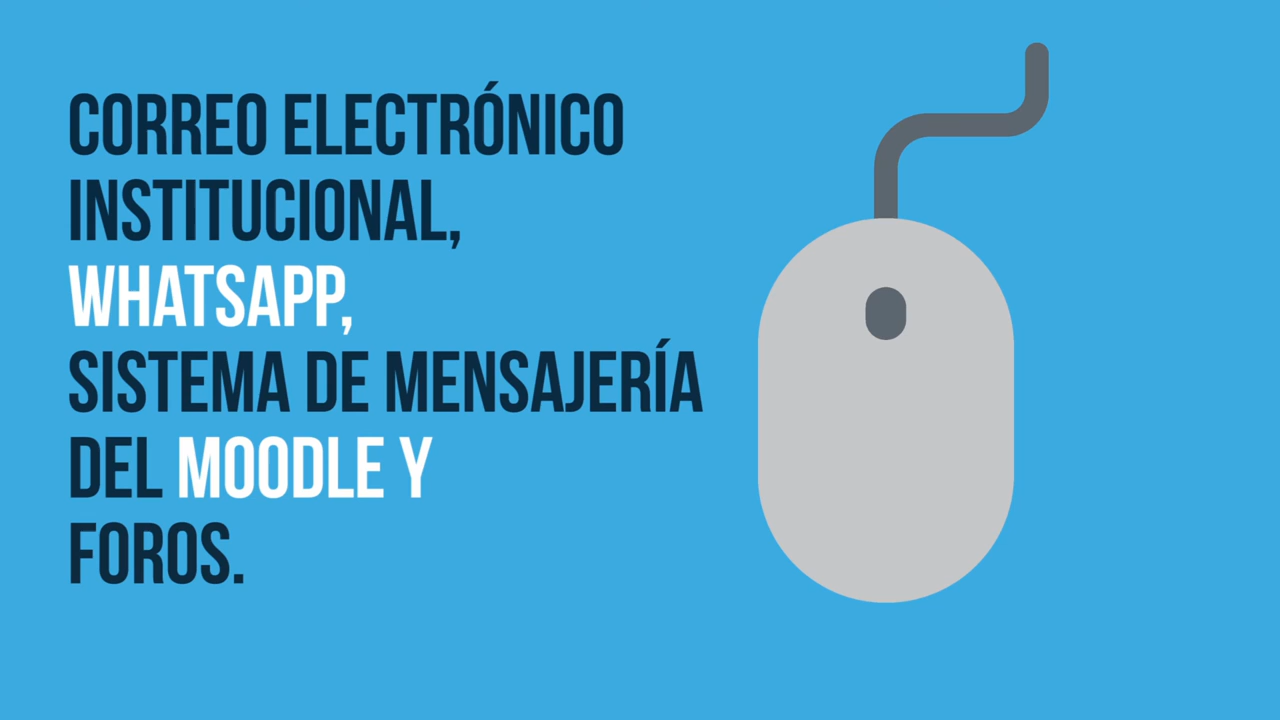 CORREO ELECTRÓNICO
INSTITUCIONAL,
WHATSAPP,
SISTEMA DE MENSAJERÍA
DEL MOODLE Y
FOROS.